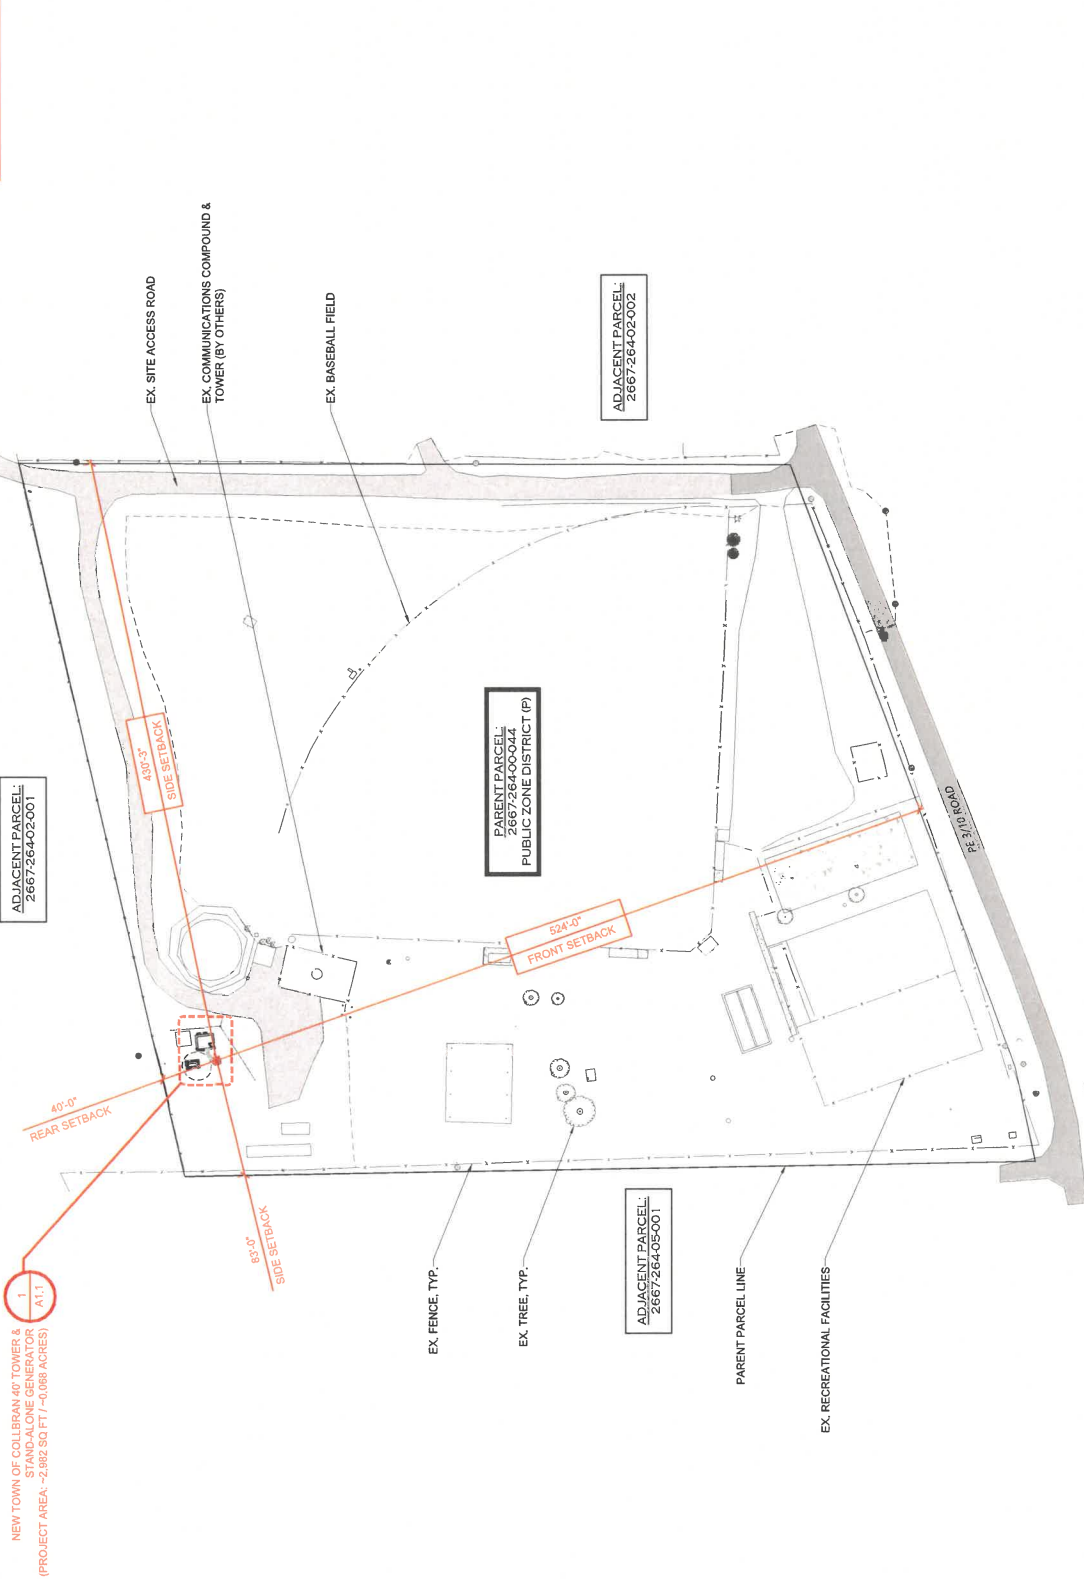 NEW TOWN OF COLLBRAN 40' TOWER &
STAND-ALONE GENERATOR
(PROJECT AREA: ~2,982 SQ FT / ~0.068 ACRES)
1
A1.1
40'-0"
REAR SETBACK
83'-0"
SIDE SETBACK
ADJACENT PARCEL:
2667-264-02-001
430'-3"
SIDE SETBACK
EX. SITE ACCESS ROAD
EX. COMMUNICATIONS COMPOUND &
TOWER (BY OTHERS)
EX. BASEBALL FIELD
EX. FENCE, TYP.
EX. TREE, TYP.
524'-0"
FRONT SETBACK
PARENT PARCEL:
2667-264-00-044
PUBLIC ZONE DISTRICT (P)
ADJACENT PARCEL:
2667-264-02-002
ADJACENT PARCEL:
2667-264-05-001
PARENT PARCEL LINE
EX. RECREATIONAL FACILITIES
PE 3/10 ROAD